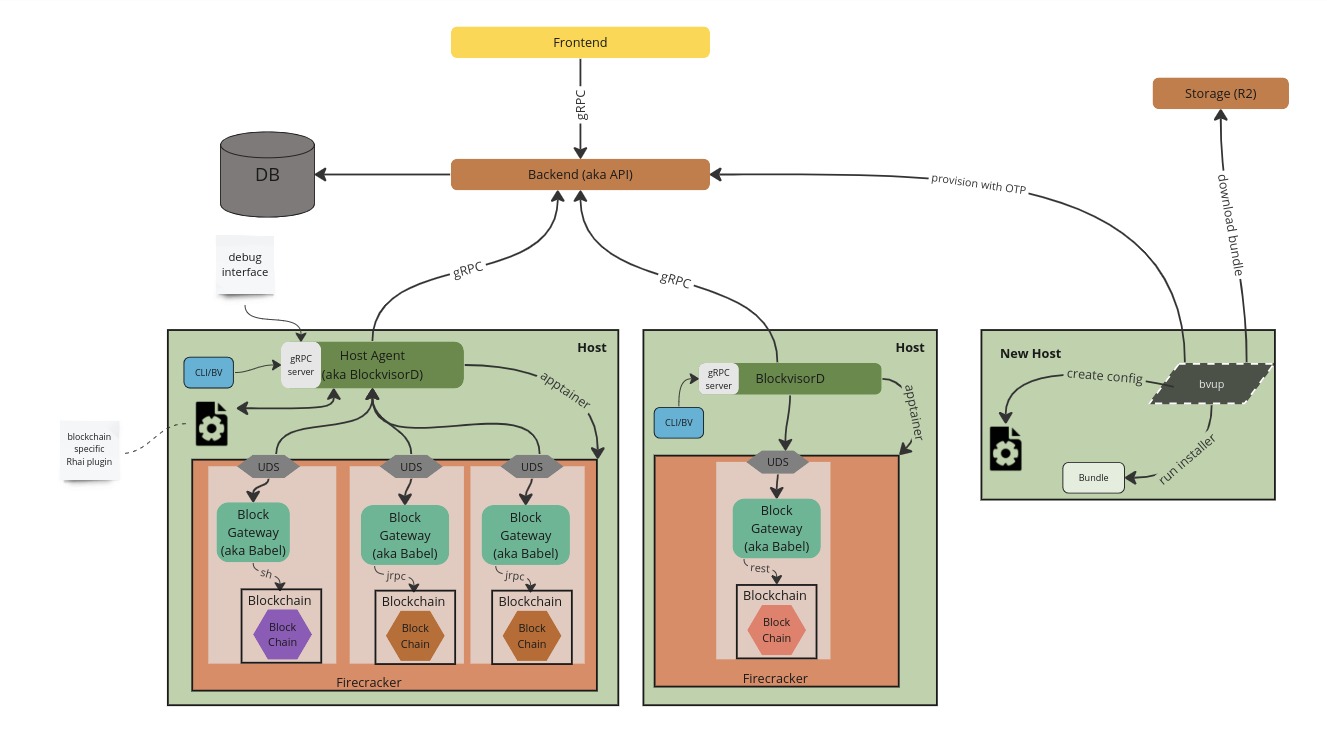 Frontend
gRPC
Storage (R2)
DB
Backend (aka API)
provision with OTP
download bundle
debug
interface
gRPC
gRPC
Host
gRPC
server
Host Agent
(aka BlockvisorD)
CLI/BV
apptainer
blockchain
specific
Rhai plugin
UDS
UDS
UDS
Block
Gateway
(aka Babel)
Block
Gateway
(aka Babel)
Block
Gateway
(aka Babel)
sh
jrpc
jrpc
Blockchain
Block
Chain
Blockchain
Block
Chain
Blockchain
Block
Chain
Firecracker
Host
gRPC
server
BlockvisorD
CLI/BV
apptainer
UDS
Block
Gateway
(aka Babel)
rest
Blockchain
Block
Chain
Firecracker
New Host
create config
bvup
run installer
Bundle